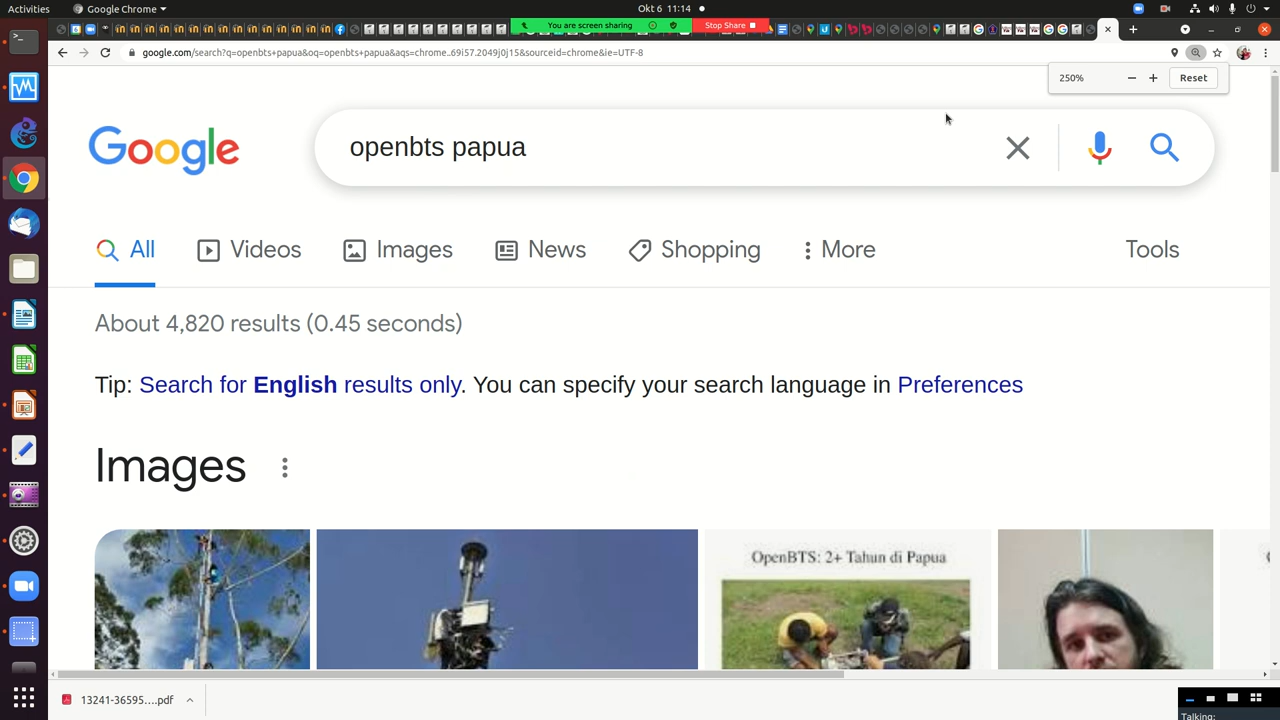 Activities
Google Chrome
Okt 6 11:14
You are screen sharing
Stop Share
google.com/search?q=openbts+papua&oq=openbts+papua&aqs=chrome..69i57.2049j0j15&sourceid=chrome&ie=UTF-8
250%
Reset
Google
openbts papua
All
Videos
Images
News
Shopping
More
Tools
About 4,820 results (0.45 seconds)
Tip: Search for English results only. You can specify your search language in Preferences
Images
OpenBTS: 2+ Tahun di Papua
13241-36595....pdf
Talking: